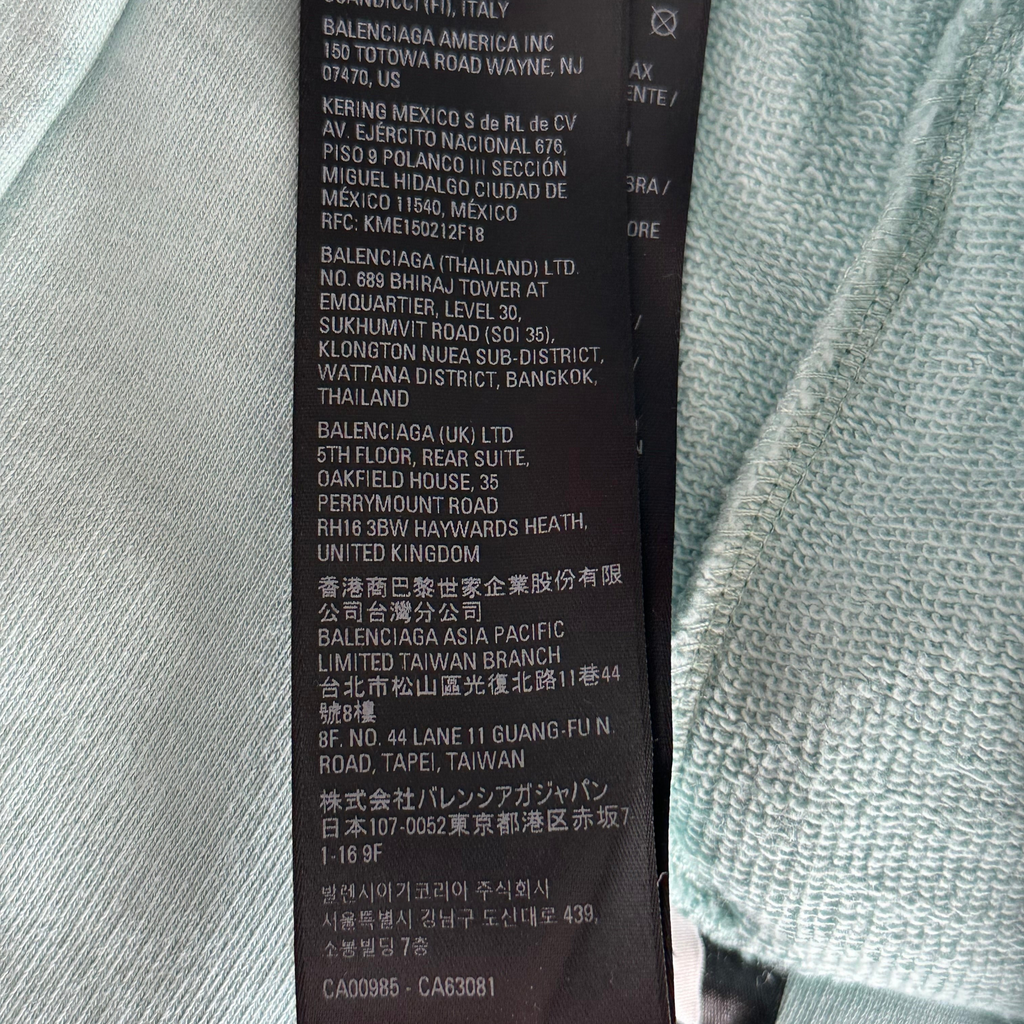 SCANDICCI (FI), ITALY
BALENCIAGA AMERICA INC
150 TOTOWA ROAD WAYNE, NJ
07470, US
KERING MEXICO S de RL de CV
AV. EJÉRCITO NACIONAL 676,
PISO 9 POLANCO III SECCIÓN
MIGUEL HIDALGO CIUDAD DE
MÉXICO 11540, MÉXICO
RFC: KME150212F18
BALENCIAGA (THAILAND) LTD.
NO. 689 BHIRAJ TOWER AT
EMQUARTIER, LEVEL 30,
SUKHUMVIT ROAD (SOI 35),
KLONGTON NUEA SUB-DISTRICT,
WATTANA DISTRICT, BANGKOK,
THAILAND
BALENCIAGA (UK) LTD
5TH FLOOR, REAR SUITE,
OAKFIELD HOUSE, 35
PERRYMOUNT ROAD
RH16 3BW HAYWARDS HEATH,
UNITED KINGDOM
香港商巴黎世家企業股份有限
公司台灣分公司
BALENCIAGA ASIA PACIFIC
LIMITED TAIWAN BRANCH
台北市松山區光復北路11巷44
號8樓
8F. NO. 44 LANE 11 GUANG-FU N.
ROAD, TAPEI, TAIWAN
株式会社バレンシアガジャパン
日本107-0052東京都港区赤坂7-
1-16 9F
발렌시아기코리아 주식회사
서울특별시 강남구 도신대로 439,
소봉빌딩 7층
CA00985 - CA63081
AX
ENTE /
BRA /
ORE